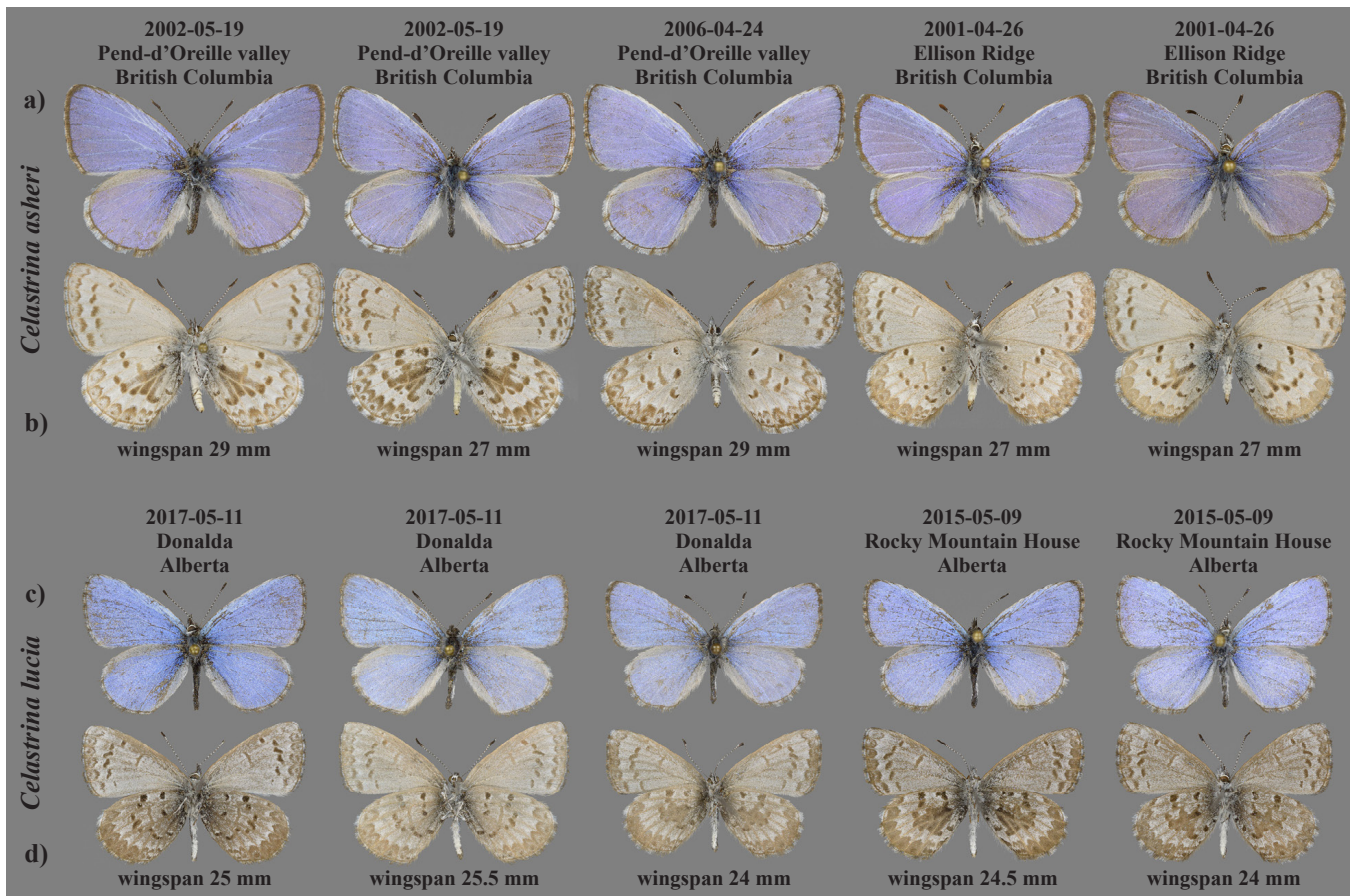 2002-05-19
Pend-d’Oreille valley
British Columbia
2002-05-19
Pend-d’Oreille valley
British Columbia
2006-04-24
Pend-d’Oreille valley
British Columbia
2001-04-26
Ellison Ridge
British Columbia
2001-04-26
Ellison Ridge
British Columbia
a)
Celastrina asheri
b)
wingspan 29 mm
wingspan 27 mm
wingspan 29 mm
wingspan 27 mm
wingspan 27 mm
2017-05-11
Donalda
Alberta
2017-05-11
Donalda
Alberta
2017-05-11
Donalda
Alberta
2015-05-09
Rocky Mountain House
Alberta
2015-05-09
Rocky Mountain House
Alberta
c)
Celastrina lucia
d)
wingspan 25 mm
wingspan 25.5 mm
wingspan 24 mm
wingspan 24.5 mm
wingspan 24 mm